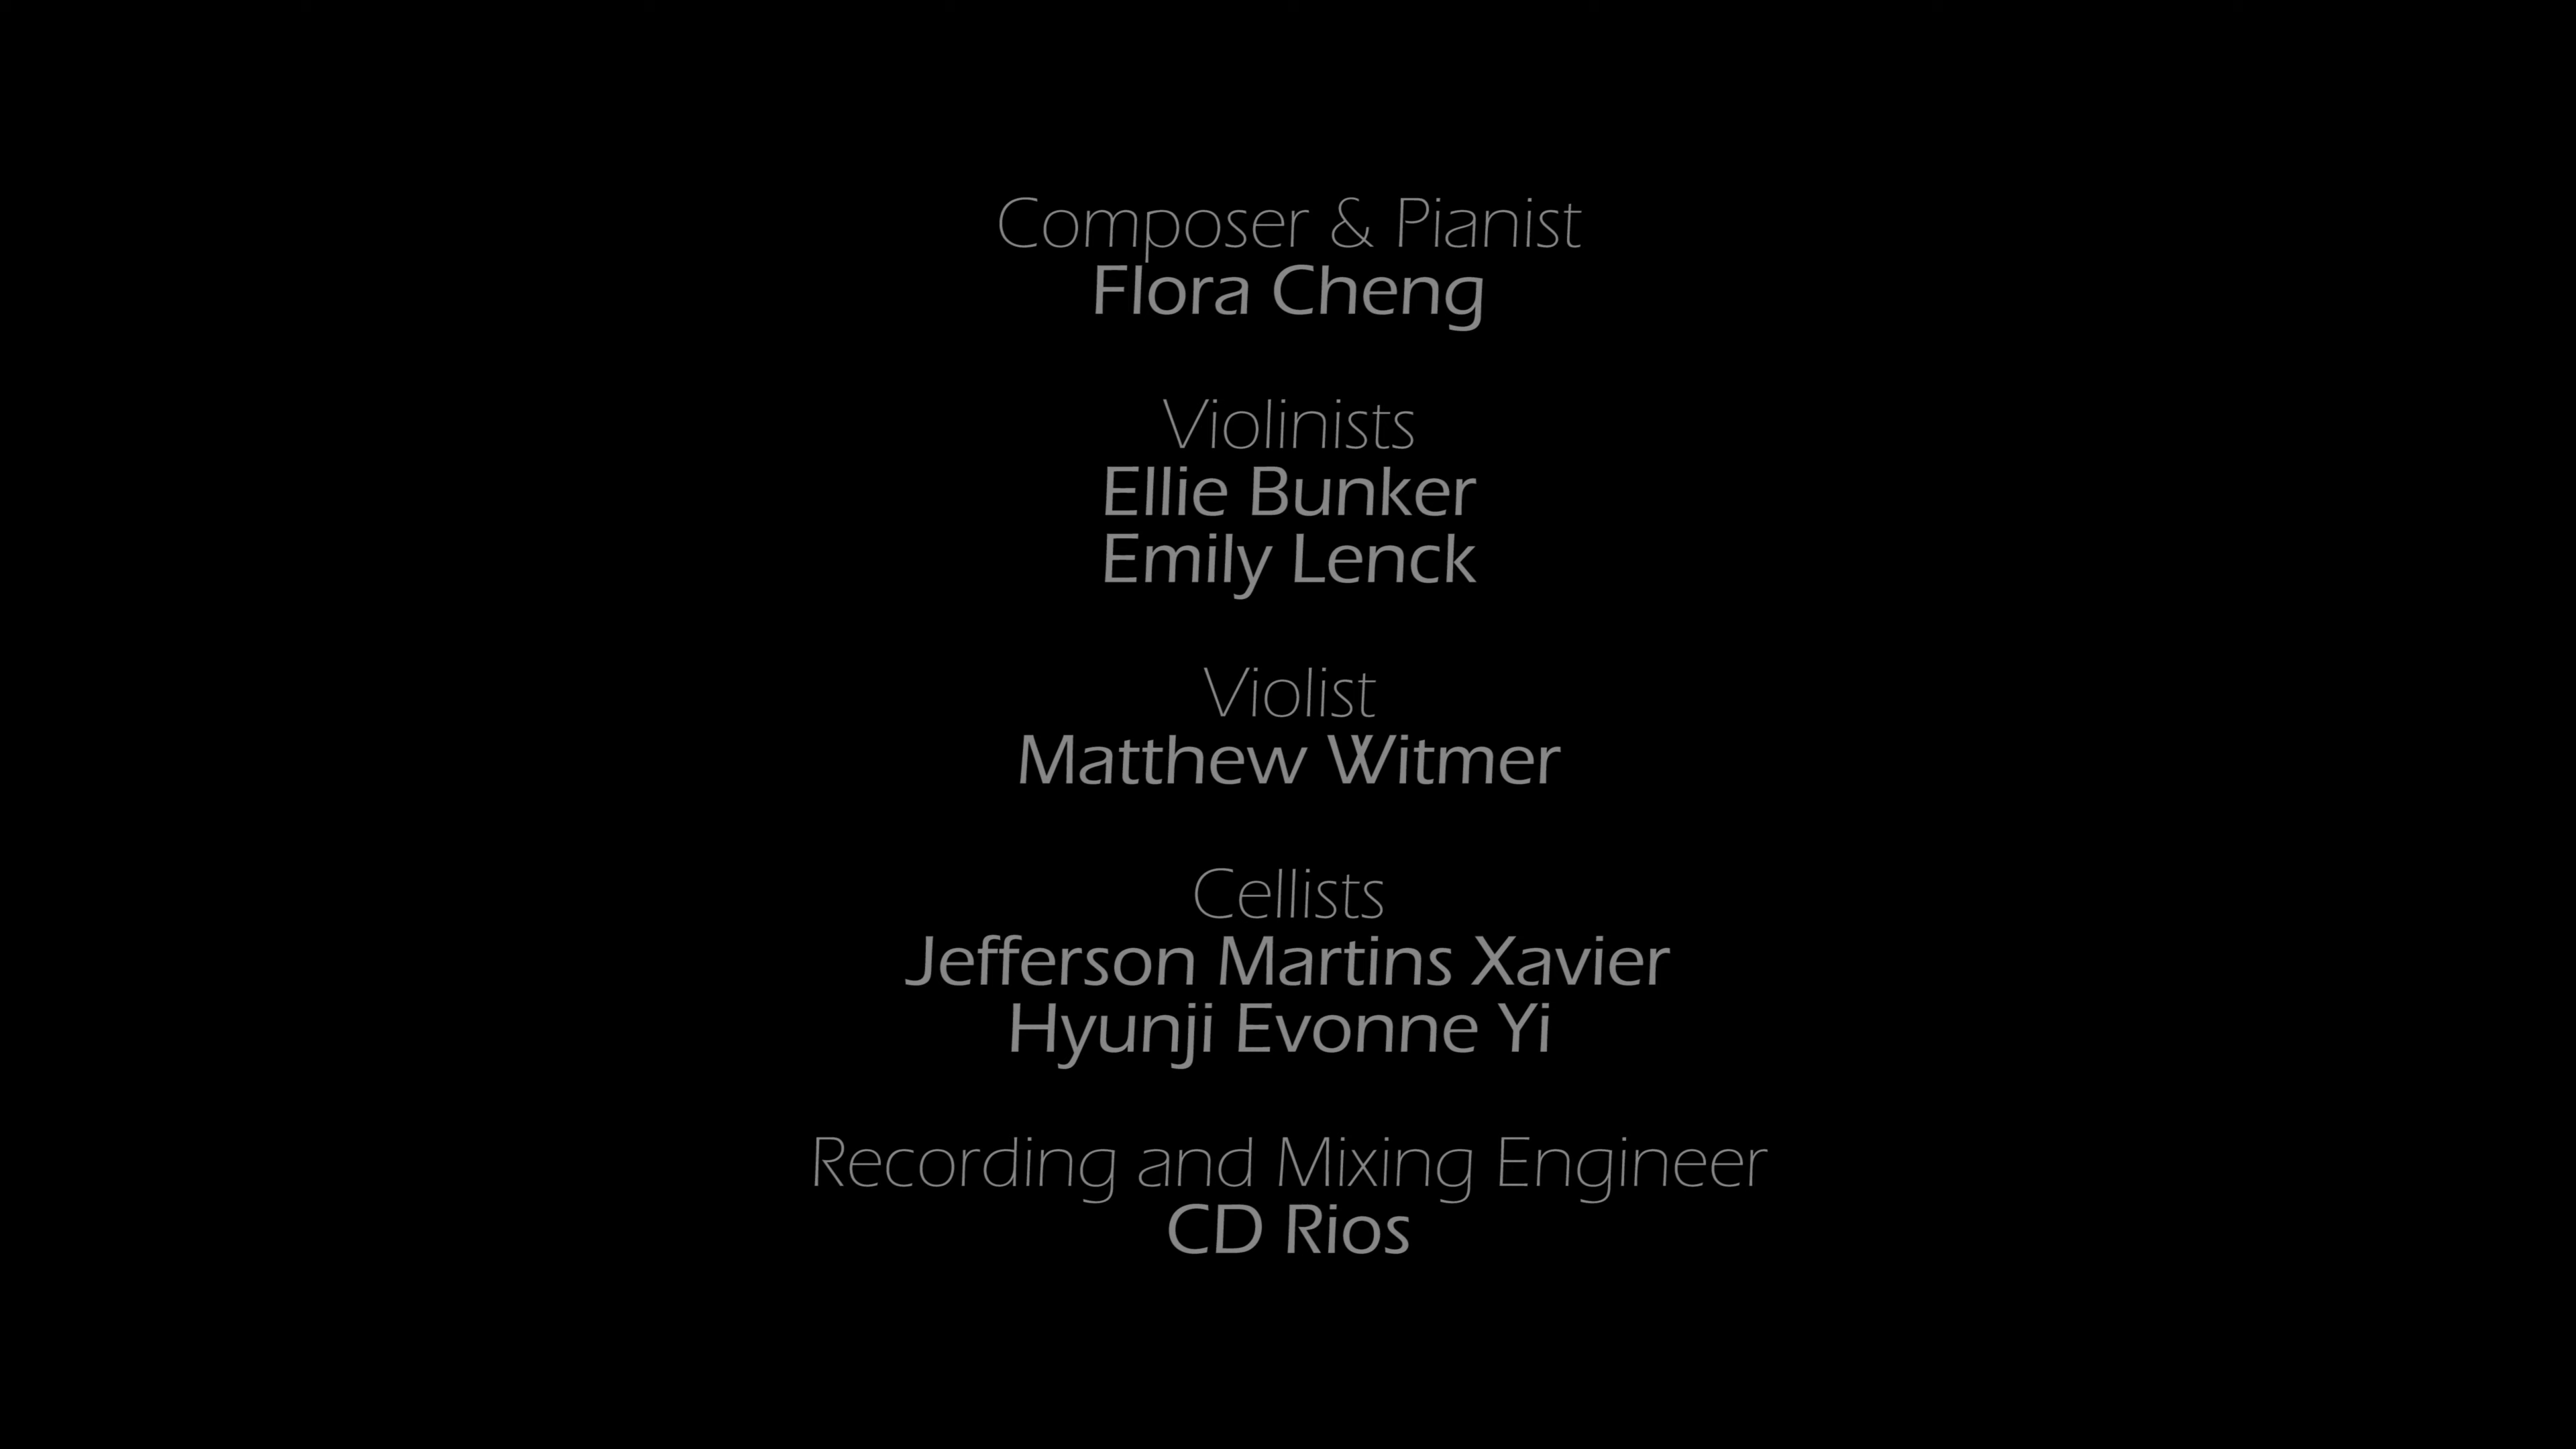 Composer & Pianist
Flora Cheng
Violinists
Ellie Bunker
Emily Lenck
Violist
Matthew Witmer
Cellists
Jefferson Martins Xavier
Hyunji Evonne Yi
Recording and Mixing Engineer
CD Rios